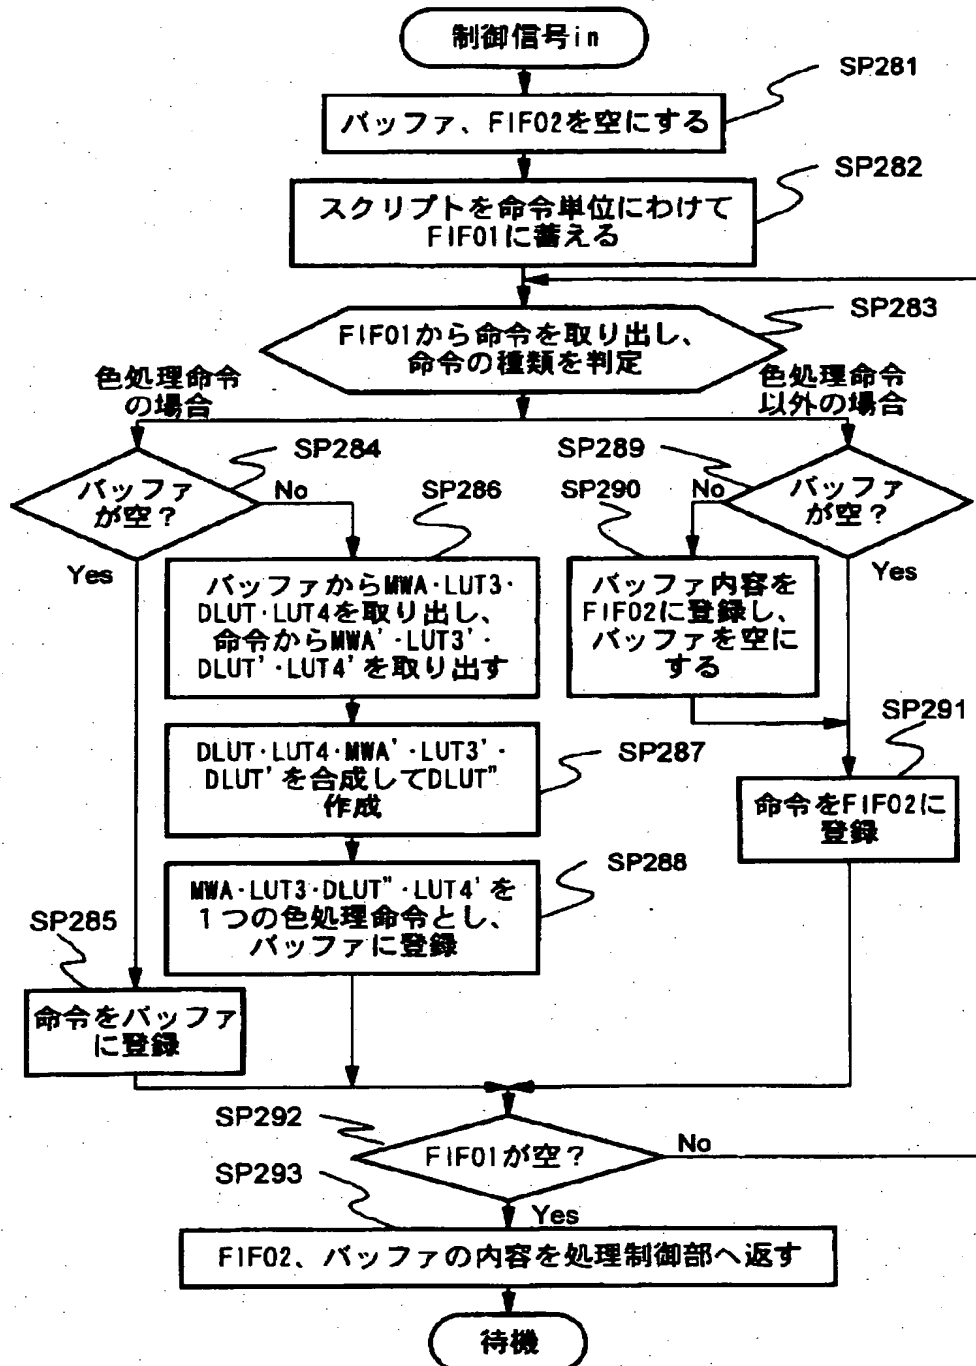 制御信号in
SP281
バッファ、FIFO2を空にする
SP282
スクリプトを命令単位にわけて
FIFO1に蓄える
SP283
FIFO1から命令を取り出し、
命令の種類を判定
色処理命令
の場合
色処理命令
以外の場合
SP284
バッファ
が空?
No
Yes
SP289
バッファ
が空?
No
Yes
SP286
バッファからMWA・LUT3・
DLUT・LUT4を取り出し、
命令からMWA'・LUT3'・
DLUT'・LUT4'を取り出す
SP290
バッファ内容を
FIFO2に登録し、
バッファを空に
する
SP287
DLUT・LUT4・MWA'・LUT3'・
DLUT'を合成してDLUT"
作成
SP291
命令をFIFO2に
登録
SP288
MWA・LUT3・DLUT"・LUT4'を
1つの色処理命令とし、
バッファに登録
SP285
命令をバッファ
に登録
SP292
FIFO1が空?
No
Yes
SP293
FIFO2、バッファの内容を処理制御部へ返す
待機